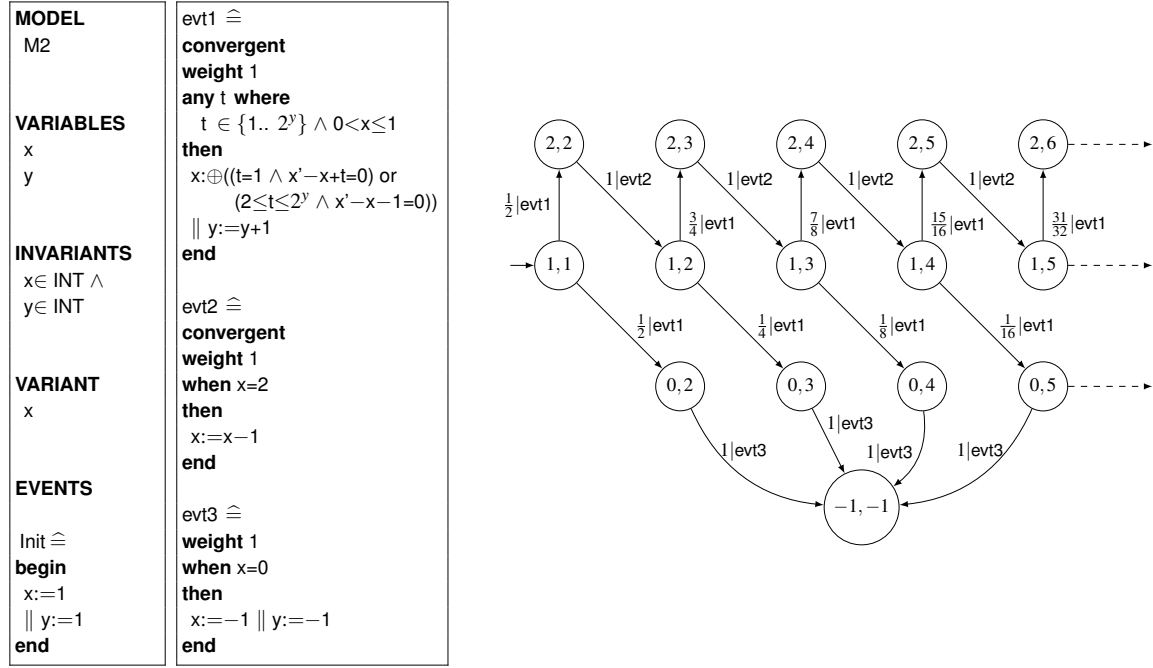 MODEL
M2
VARIABLES
x
y
INVARIANTS
x∈ INT ∧
y∈ INT
VARIANT
x
EVENTS
Init ≙
begin
x:=1
∥ y:=1
end
evt1 ≙
convergent
weight 1
any t where
t ∈ {1.. 2^y} ∧ 0<x≤1
then
x:⊕((t=1 ∧ x'−x+t=0) or
(2≤t≤2^y ∧ x'−x−1=0))
∥ y:=y+1
end
evt2 ≙
convergent
weight 1
when x=2
then
x:=x−1
end
evt3 ≙
weight 1
when x=0
then
x:=−1 ∥ y:=−1
end
2,2 2,3 2,4 2,5 2,6
1|evt2 1|evt2 1|evt2 1|evt2
1/2|evt1 3/4|evt1 7/8|evt1 15/16|evt1 31/32|evt1
1,1 1,2 1,3 1,4 1,5
1/2|evt1 1/4|evt1 1/8|evt1 1/16|evt1
0,2 0,3 0,4 0,5
1|evt3 1|evt3 1|evt3 1|evt3
−1,−1